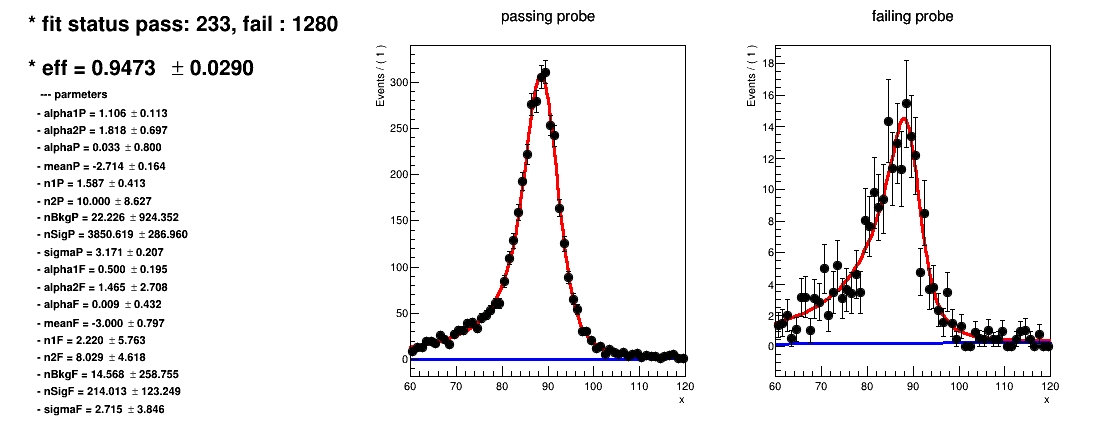 * fit status pass: 233, fail : 1280
* eff = 0.9473 ± 0.0290
--- parmeters
- alpha1P = 1.106 ± 0.113
- alpha2P = 1.818 ± 0.697
- alphaP = 0.033 ± 0.800
- meanP = -2.714 ± 0.164
- n1P = 1.587 ± 0.413
- n2P = 10.000 ± 8.627
- nBkgP = 22.226 ± 924.352
- nSigP = 3850.619 ± 286.960
- sigmaP = 3.171 ± 0.207
- alpha1F = 0.500 ± 0.195
- alpha2F = 1.465 ± 2.708
- alphaF = 0.009 ± 0.432
- meanF = -3.000 ± 0.797
- n1F = 2.220 ± 5.763
- n2F = 8.029 ± 4.618
- nBkgF = 14.568 ± 258.755
- nSigF = 214.013 ± 123.249
- sigmaF = 2.715 ± 3.846
passing probe
Events / ( 1 )
300
250
200
150
100
50
0
60 70 80 90 100 110 120
x
failing probe
Events / ( 1 )
18
16
14
12
10
8
6
4
2
0
60 70 80 90 100 110 120
x